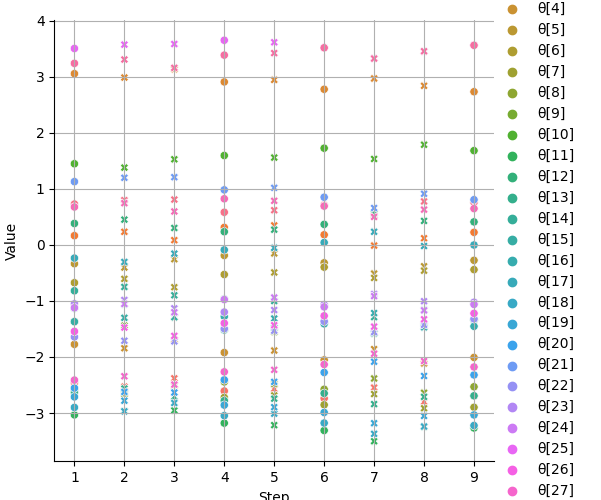 4
3
2
1
0
−1
−2
−3
Value
1 2 3 4 5 6 7 8 9
Step
θ[4]
θ[5]
θ[6]
θ[7]
θ[8]
θ[9]
θ[10]
θ[11]
θ[12]
θ[13]
θ[14]
θ[15]
θ[16]
θ[17]
θ[18]
θ[19]
θ[20]
θ[21]
θ[22]
θ[23]
θ[24]
θ[25]
θ[26]
θ[27]